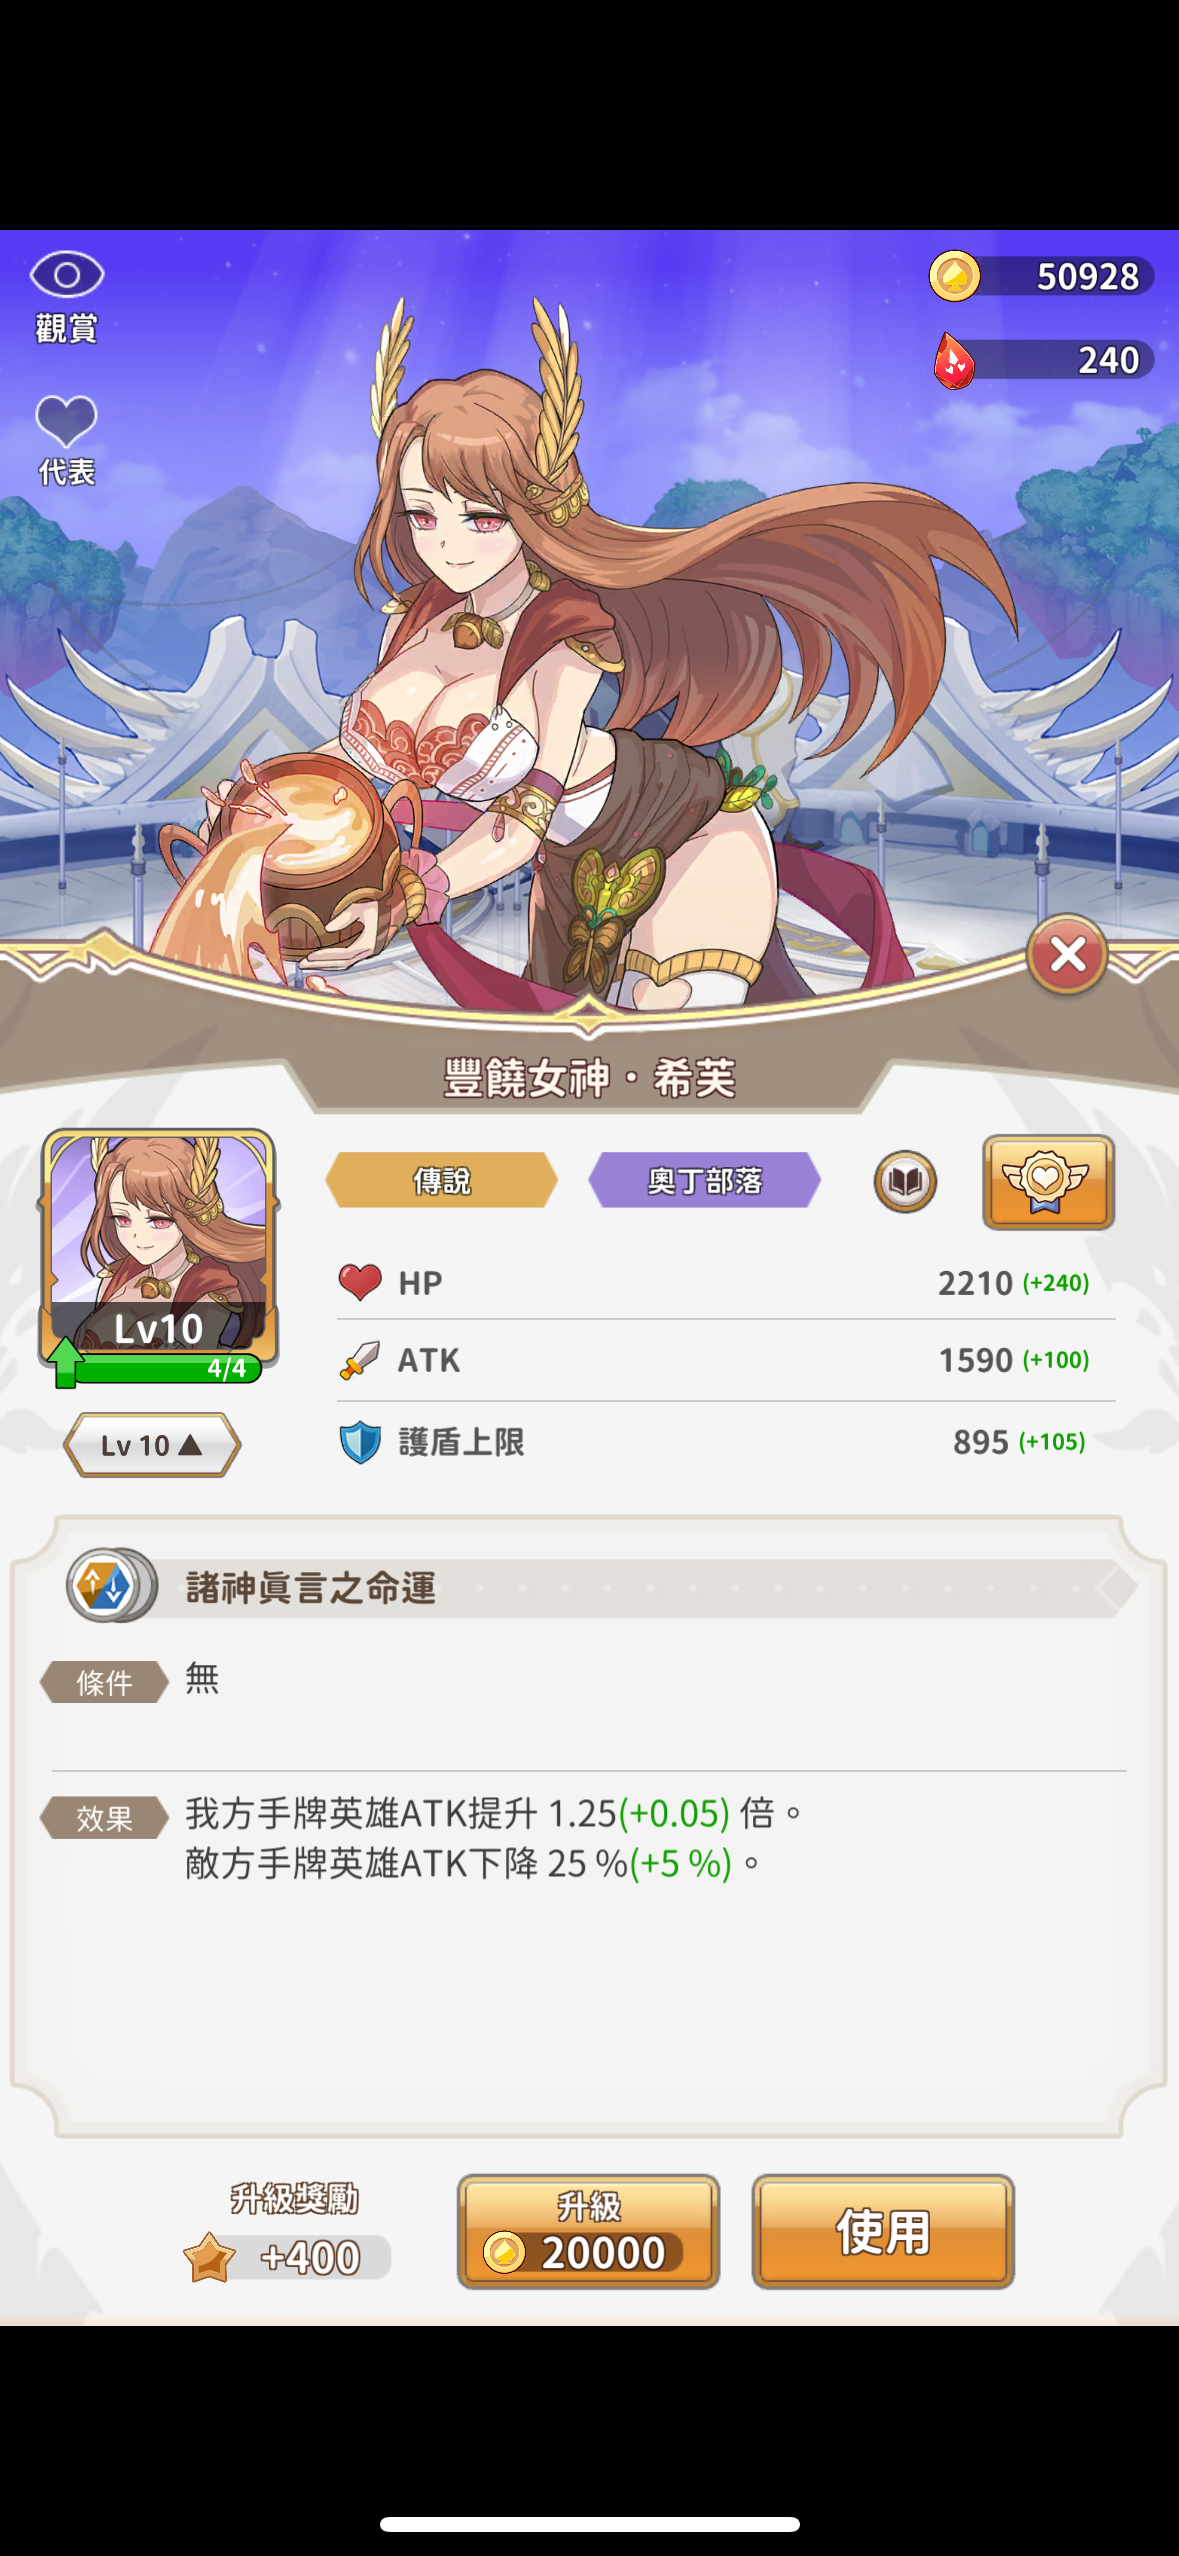 觀賞
50928
240
代表
豐饒女神·希芙
傳說
奧丁部落
Lv10
4/4
Lv 10 ▲
HP
2210 (+240)
ATK
1590 (+100)
護盾上限
895 (+105)
諸神眞言之命運
條件
無
效果
我方手牌英雄ATK提升 1.25(+0.05) 倍。
敵方手牌英雄ATK下降 25 %(+5 %)。
升級獎勵
+400
升級
20000
使用